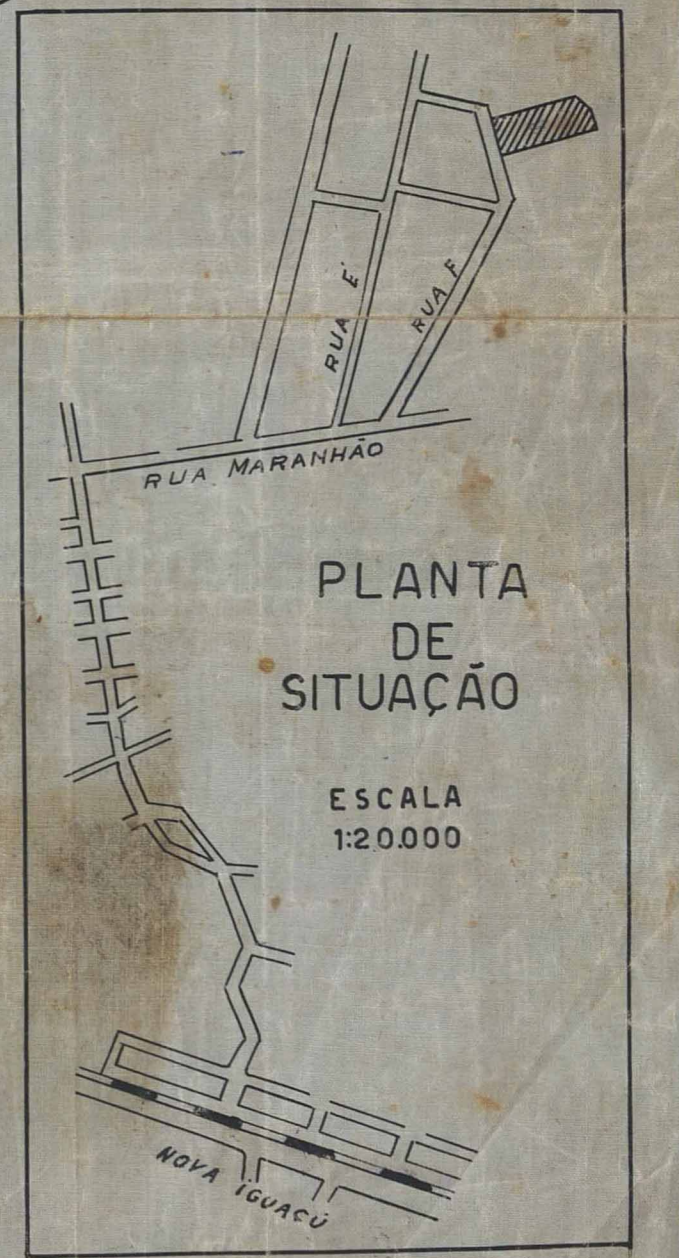 RUA E
RUA F
RUA MARANHÃO
PLANTA
DE
SITUAÇÃO
ESCALA
1:20.000
NOVA IGUAÇÚ